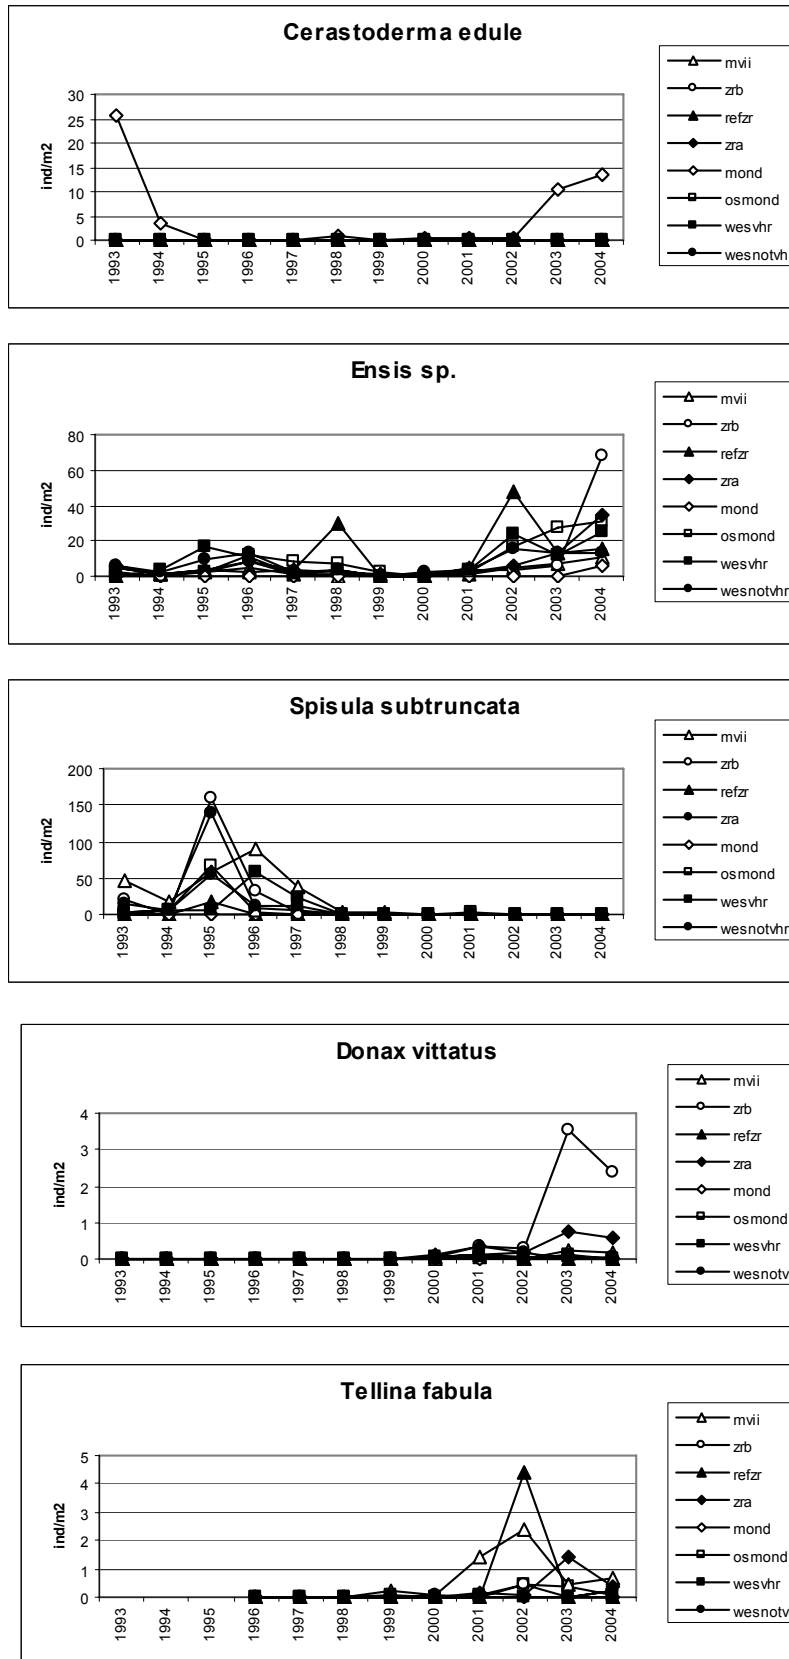 Cerastoderma edule
ind/m2
30
25
20
15
10
5
0
1993 1994 1995 1996 1997 1998 1999 2000 2001 2002 2003 2004
mvii
zrb
refzr
zra
mond
osmond
wesvhr
wesnotvh
Ensis sp.
ind/m2
80
60
40
20
0
1993 1994 1995 1996 1997 1998 1999 2000 2001 2002 2003 2004
mvii
zrb
refzr
zra
mond
osmond
wesvhr
wesnotvhr
Spisula subtruncata
ind/m2
200
150
100
50
0
1993 1994 1995 1996 1997 1998 1999 2000 2001 2002 2003 2004
mvii
zrb
refzr
zra
mond
osmond
wesvhr
wesnotvhr
Donax vittatus
ind/m2
4
3
2
1
0
1993 1994 1995 1996 1997 1998 1999 2000 2001 2002 2003 2004
mvii
zrb
refzr
zra
mond
osmond
wesvhr
wesnotv
Tellina fabula
ind/m2
5
4
3
2
1
0
1993 1994 1995 1996 1997 1998 1999 2000 2001 2002 2003 2004
mvii
zrb
refzr
zra
mond
osmond
wesvhr
wesnotv